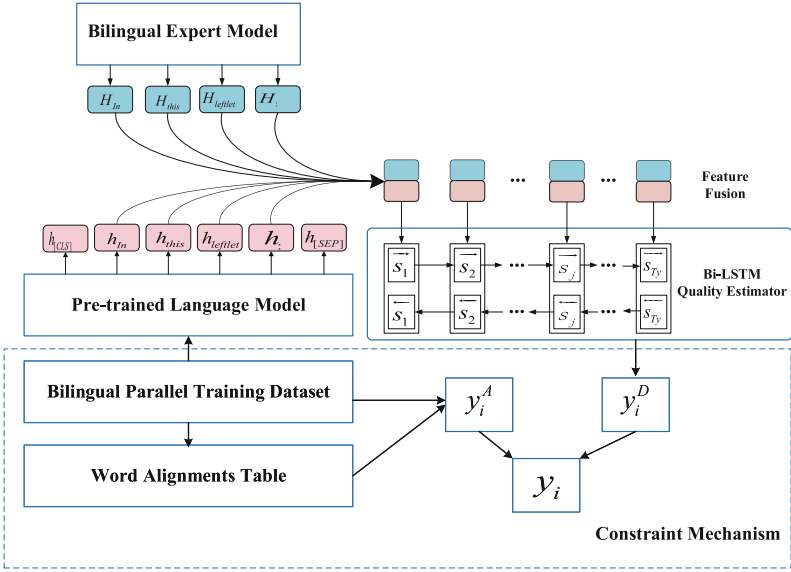 Bilingual Expert Model
H_In H_this H_leftlet H_:
Feature
Fusion
... ...
h_[CLS] h_In h_this h_leftlet h_: h_[SEP]
Pre-trained Language Model
s_1 s_2 ... s_j ... s_Ty
s_1 s_2 ... s_j ... s_Ty
Bi-LSTM
Quality Estimator
Bilingual Parallel Training Dataset
y_i^A y_i^D
Word Alignments Table
y_i
Constraint Mechanism